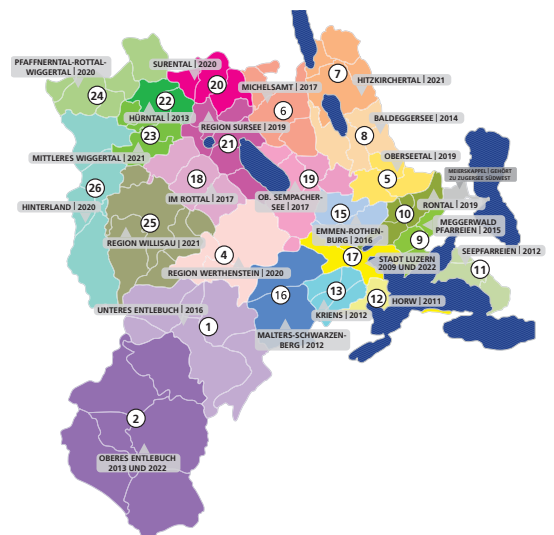 PFAFFNERNTAL-ROTTAL-
WIGGERTAL | 2020
SURENTAL | 2020
MICHELSAMT | 2017
7
HITZKIRCHERTAL | 2021
24
22
20
6
HÜRNTAL | 2013
REGION SURSEE | 2019
BALDEGGERSEE | 2014
23
21
8
OBERSEETAL | 2019
MITTLERES WIGGERTAL | 2021
26
18
19
5
MEIERSKAPPEL GEHÖRT
ZU ZUGERSEE SÜDWEST
HINTERLAND | 2020
IM ROTTAL | 2017
OB. SEMPACHER-
SEE | 2017
RONTAL | 2019
15
10
25
EMMEN-ROTHEN-
BURG | 2016
9
MEGGERWALD
PFARREIEN | 2015
REGION WILLISAU | 2021
4
17
STADT LUZERN
2009 UND 2022
SEEPFARREIEN | 2012
11
REGION WERTHENSTEIN | 2020
16
13
12
HORW | 2011
UNTERES ENTLEBUCH | 2016
KRIENS | 2012
1
MALTERS-SCHWARZEN-
BERG | 2012
2
OBERES ENTLEBUCH
2013 UND 2022